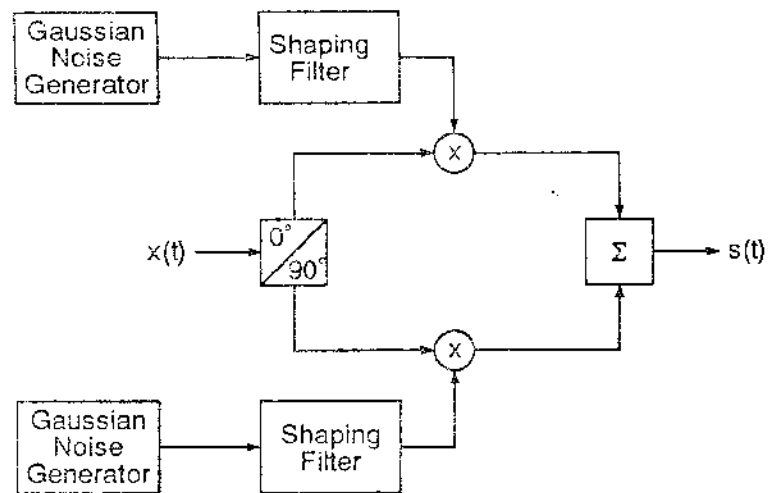 Gaussian
Noise
Generator
Shaping
Filter
X
x(t)
0°
90°
Σ
s(t)
X
Gaussian
Noise
Generator
Shaping
Filter